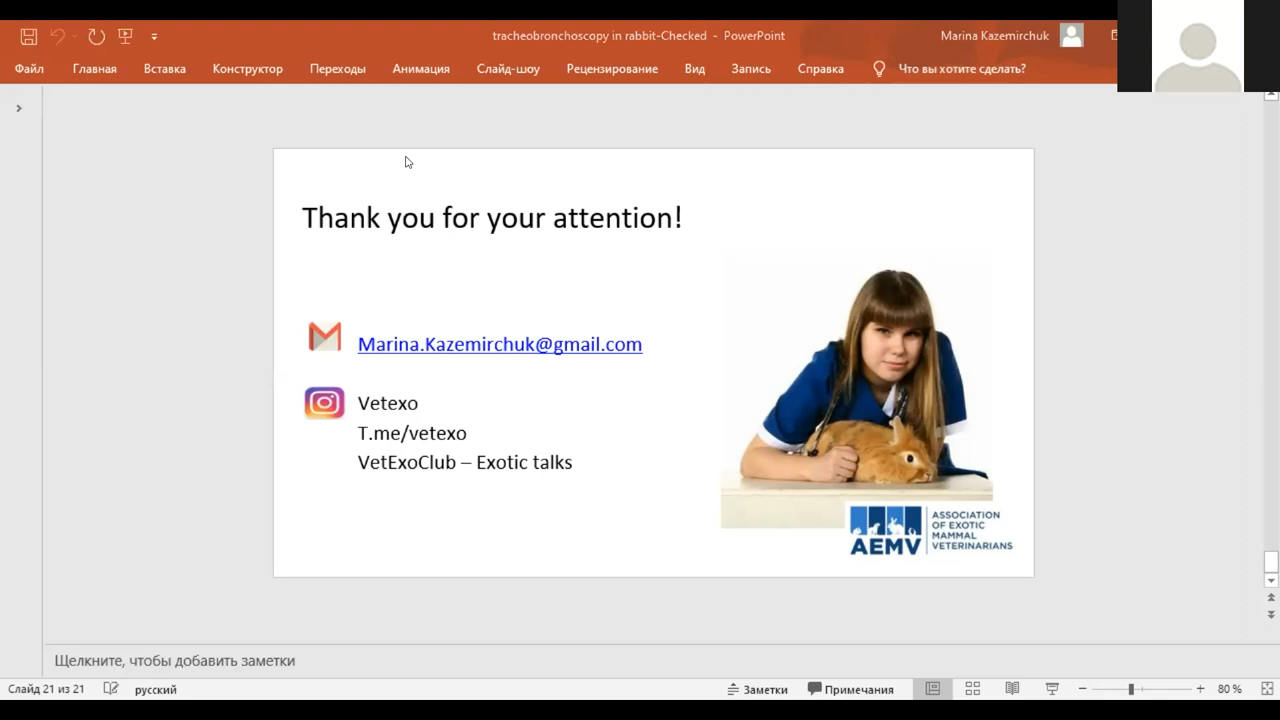 tracheobronchoscopy in rabbit-Checked - PowerPoint
Marina Kazemirchuk
Файл Главная Вставка Конструктор Переходы Анимация Слайд-шоу Рецензирование Вид Запись Справка Что вы хотите сделать?
Thank you for your attention!
Marina.Kazemirchuk@gmail.com
Vetexo
T.me/vetexo
VetExoClub – Exotic talks
AEMV
ASSOCIATION
OF EXOTIC
MAMMAL
VETERINARIANS
Щелкните, чтобы добавить заметки
Слайд 21 из 21 русский Заметки Примечания 80 %